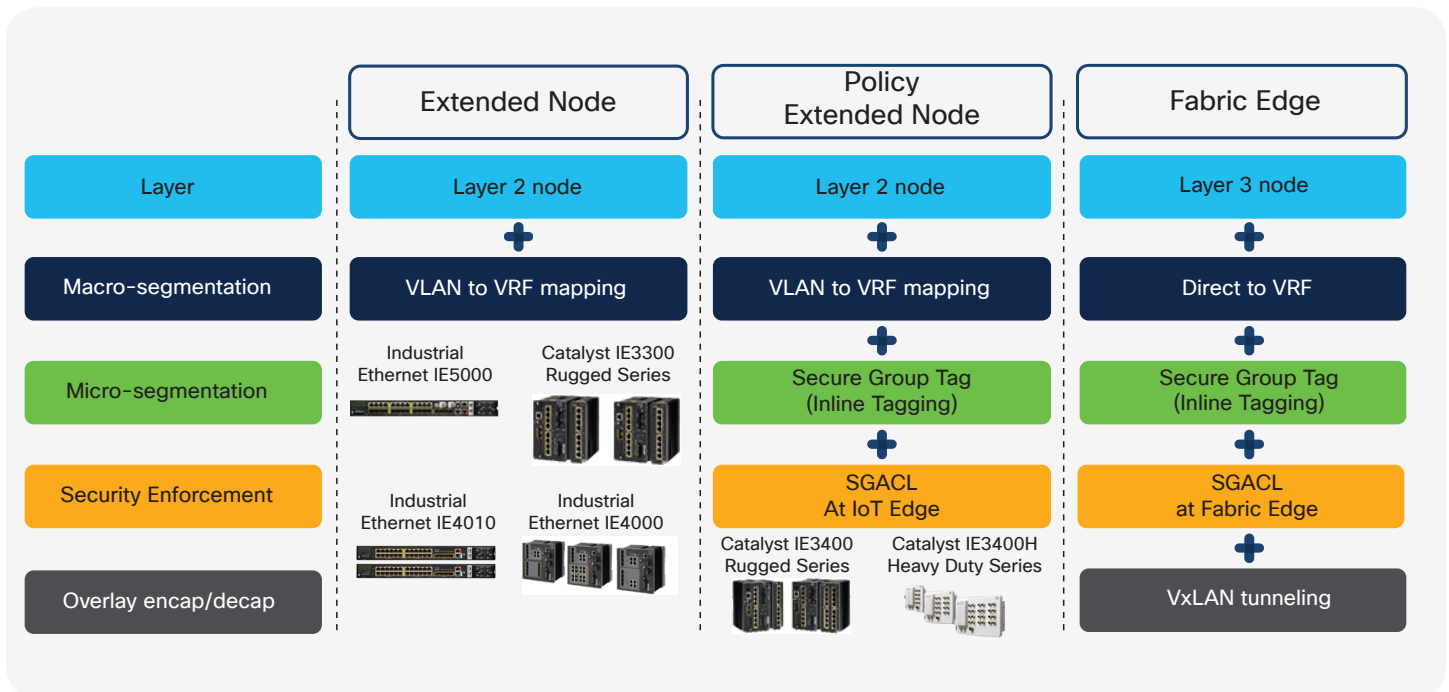 Extended Node
Policy
Extended Node
Fabric Edge
Layer
Layer 2 node
Layer 2 node
Layer 3 node
Macro-segmentation
VLAN to VRF mapping
VLAN to VRF mapping
Direct to VRF
Micro-segmentation
Industrial
Ethernet IE5000
Catalyst IE3300
Rugged Series
Secure Group Tag
(Inline Tagging)
Secure Group Tag
(Inline Tagging)
Security Enforcement
Industrial
Ethernet IE4010
Industrial
Ethernet IE4000
SGACL
At IoT Edge
SGACL
at Fabric Edge
Catalyst IE3400
Rugged Series
Catalyst IE3400H
Heavy Duty Series
Overlay encap/decap
VxLAN tunneling